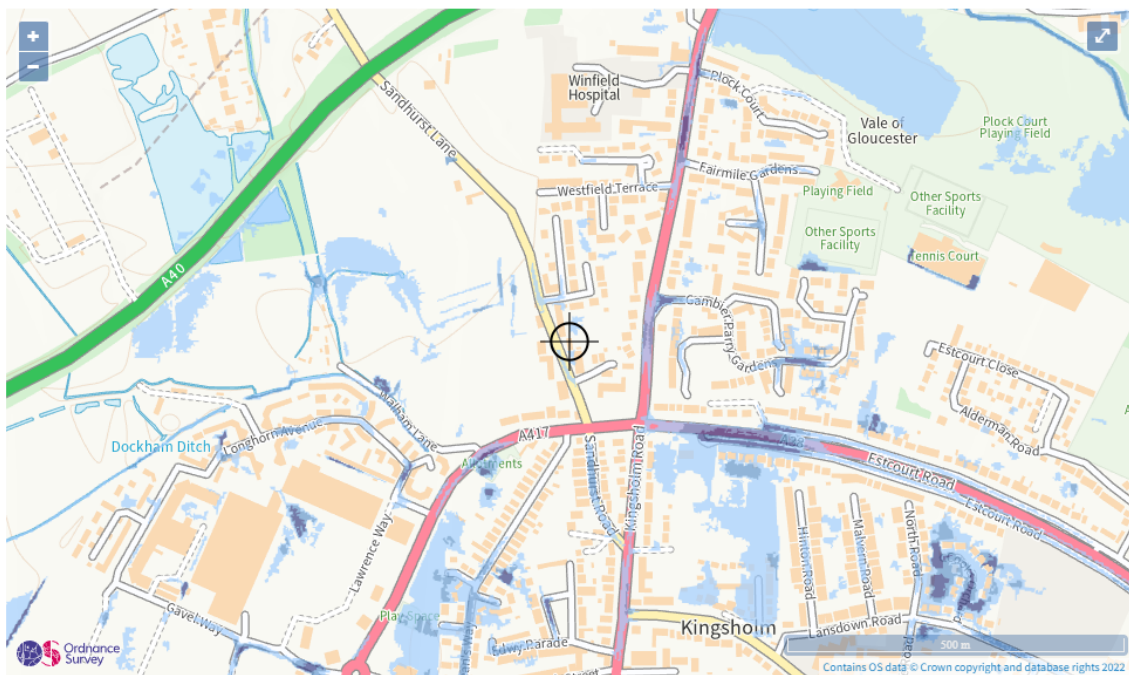 +
−
Winfield
Hospital
Plock Court
Sandhurst Lane
Vale of
Gloucester
Plock Court
Playing Field
Fairmile Gardens
Westfield Terrace
Playing Field
Other Sports
Facility
Other Sports
Facility
Tennis Court
A40
Cambier Parry-Gardens
Estcourt Close
Walham Lane
Alderman Road
Dockham Ditch
Longhorn Avenue
A417
A38
Allotments
Sandhurst Road
Kingsholm Road
Estcourt Road
Estcourt Road
Lawrence Way
Hinton Road
Malvern Road
North Road
Gavel Way
Play Space
Edwy Parade
Kingsholm
Lansdown Road
Road
Street
Ordnance
Survey
500 m
Contains OS data © Crown copyright and database rights 2022